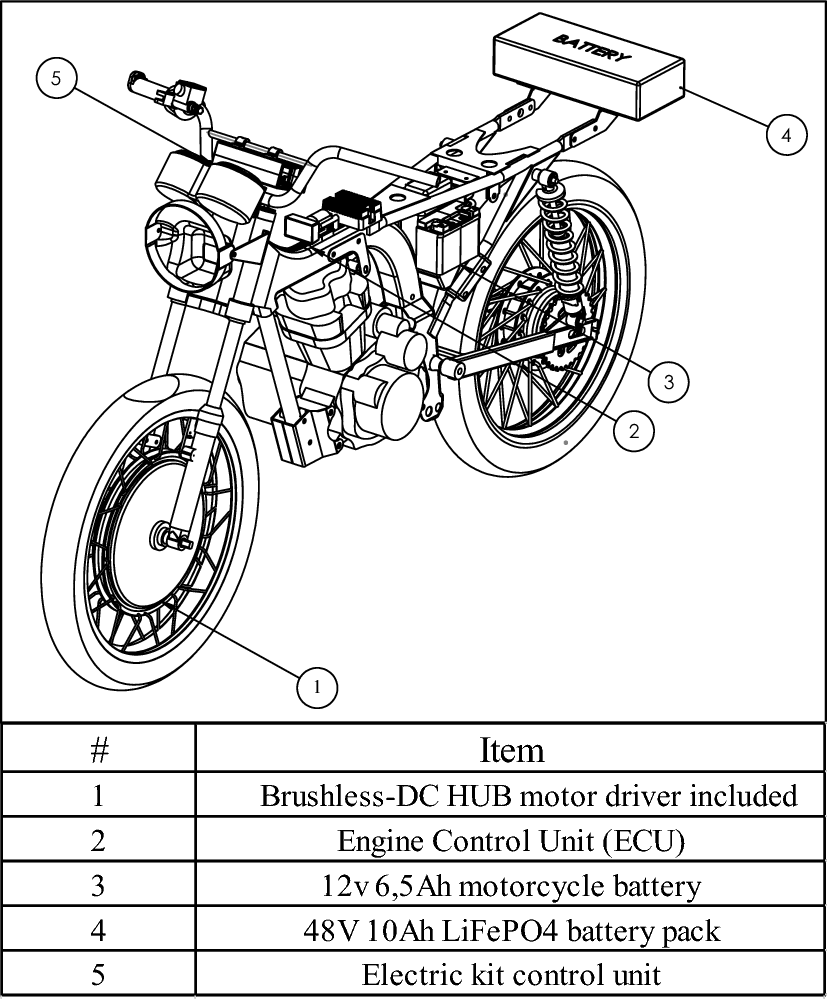 BATTERY
5
4
3
2
1
# Item
1 Brushless-DC HUB motor driver included
2 Engine Control Unit (ECU)
3 12v 6,5Ah motorcycle battery
4 48V 10Ah LiFePO4 battery pack
5 Electric kit control unit